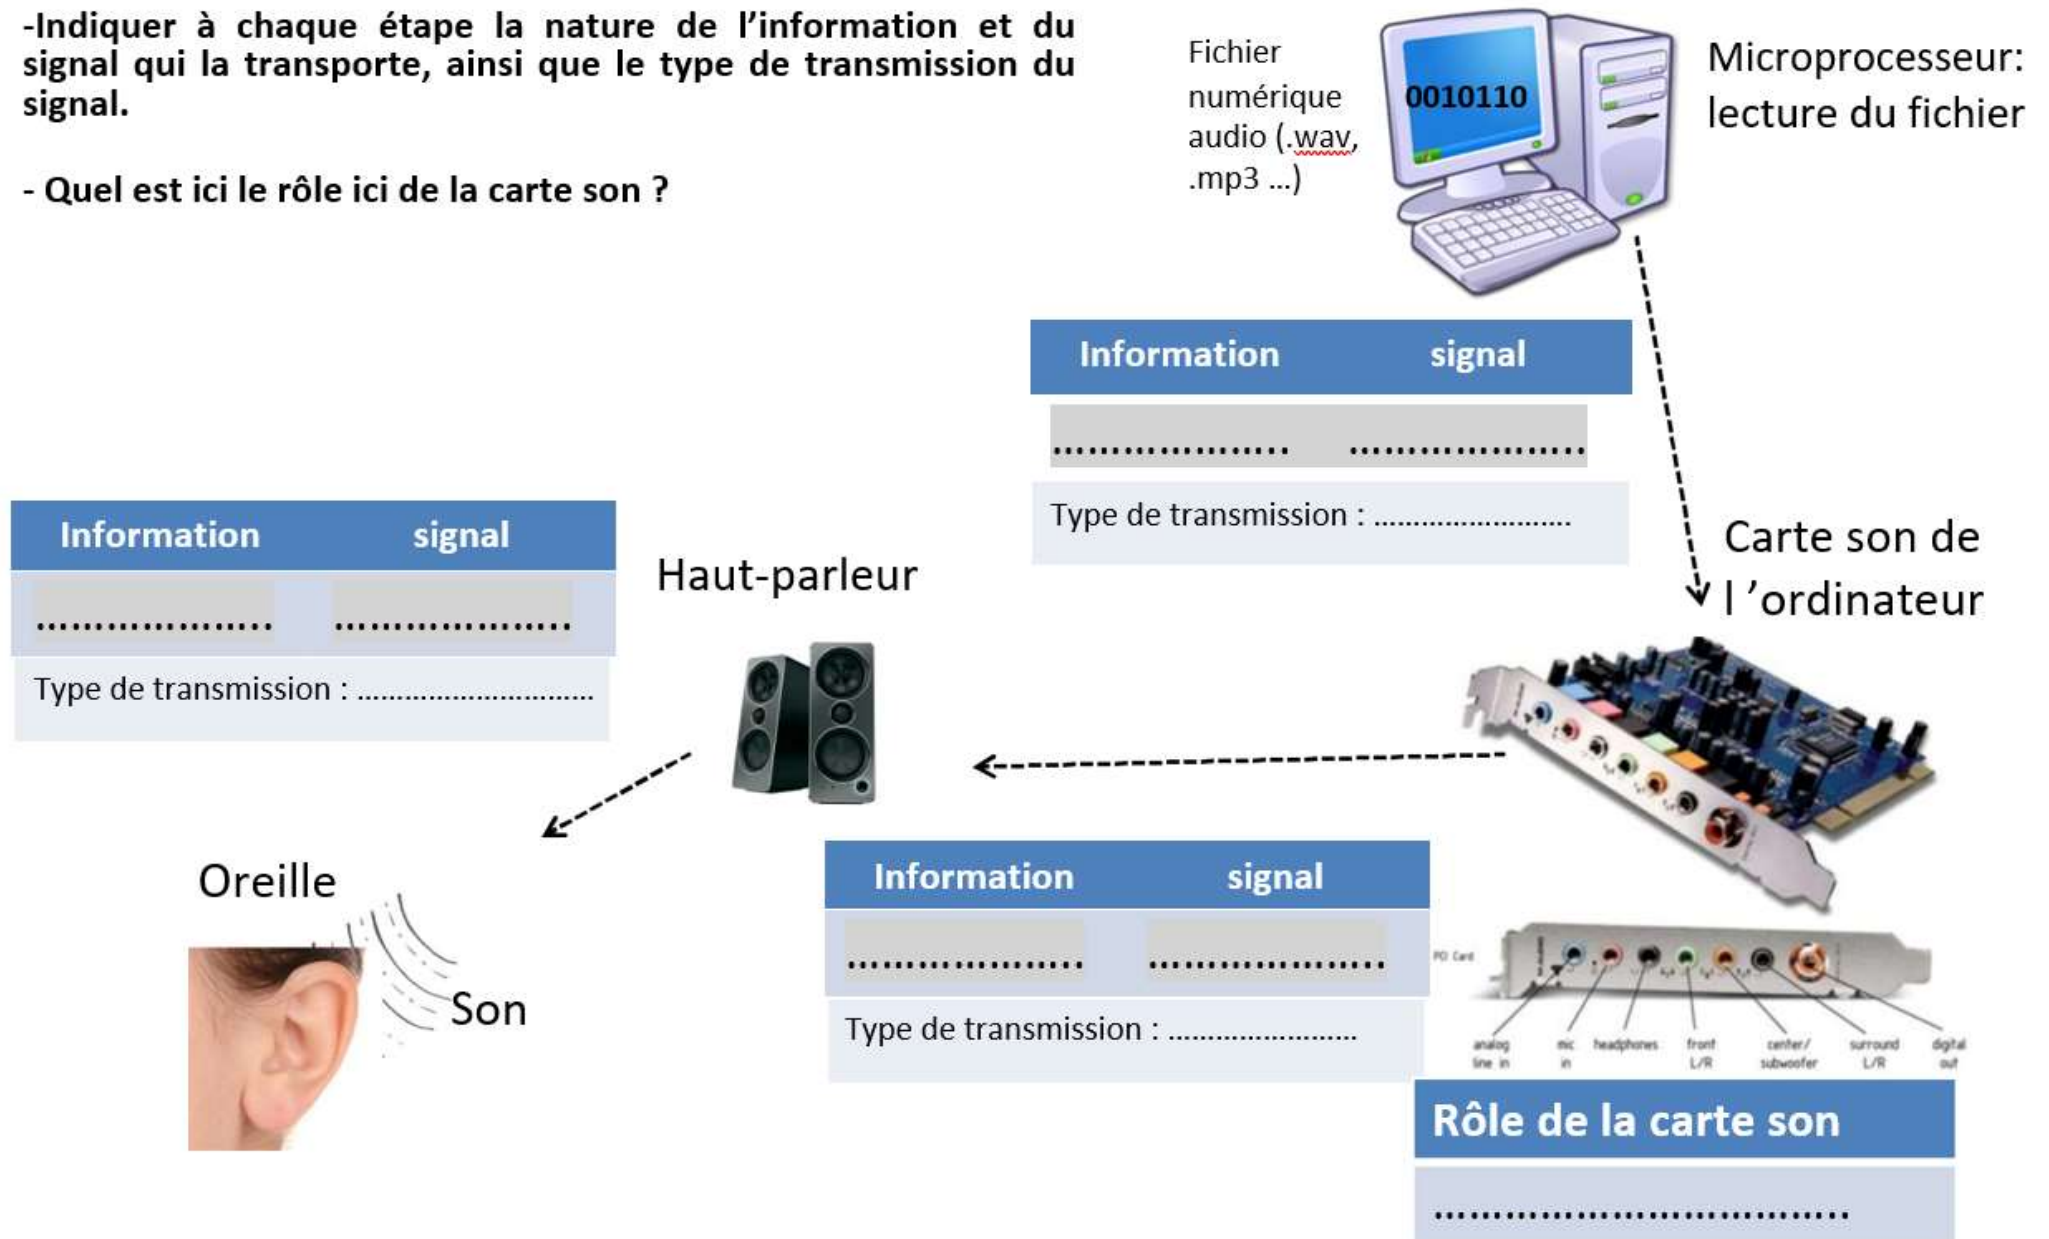 -Indiquer à chaque étape la nature de l’information et du
signal qui la transporte, ainsi que le type de transmission du
signal.
- Quel est ici le rôle ici de la carte son ?
Fichier
numérique
audio (.wav,
.mp3 ...)
0010110
Microprocesseur:
lecture du fichier
Information signal
........................ ........................
Type de transmission : ............................
Carte son de
l ’ordinateur
Information signal
........................ ........................
Type de transmission : ..................................
Haut-parleur
Oreille
Son
Information signal
........................ ........................
Type de transmission : ...........................
PCI Card
analog
line in
mic
in
headphones
front
L/R
center/
subwoofer
surround
L/R
digital
out
Rôle de la carte son
....................................